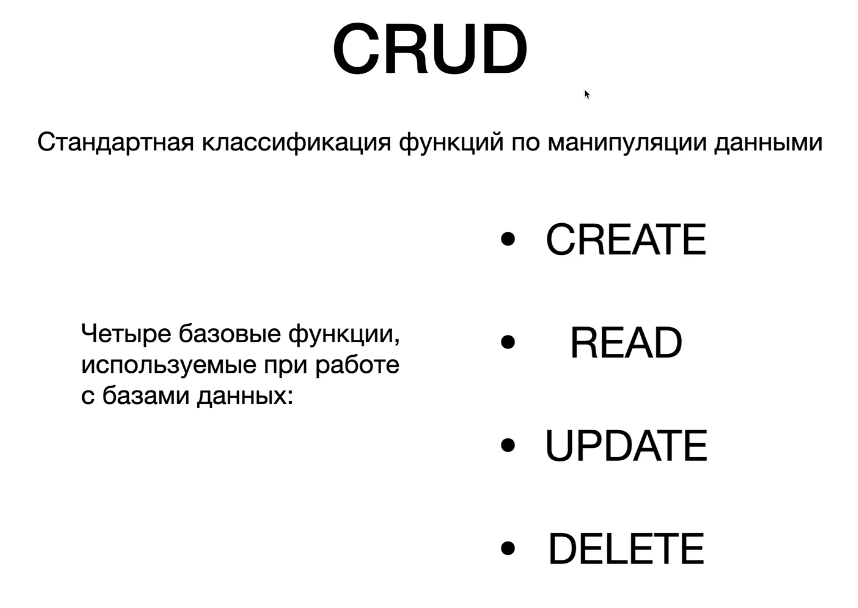 CRUD
Стандартная классификация функций по манипуляции данными
Четыре базовые функции,
используемые при работе
с базами данных:
• CREATE
• READ
• UPDATE
• DELETE